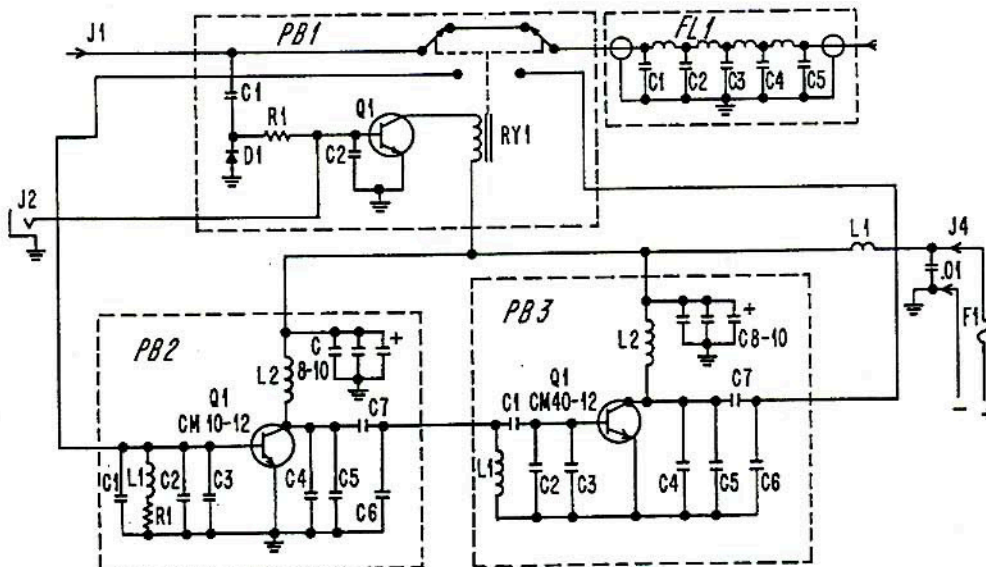 J1
PB1
FL1
C1
R1
Q1
C2
D1
RY1
C1
C2
C3
C4
C5
J2
L1
J4
.01
F1
PB2
C
8-10
+
L2
Q1
CM 10-12
C7
C1
L1
R1
C2
C3
C4
C5
C6
PB3
L2
+
C8-10
Q1
CM40-12
C1
C7
L1
C2
C3
C4
C5
C6